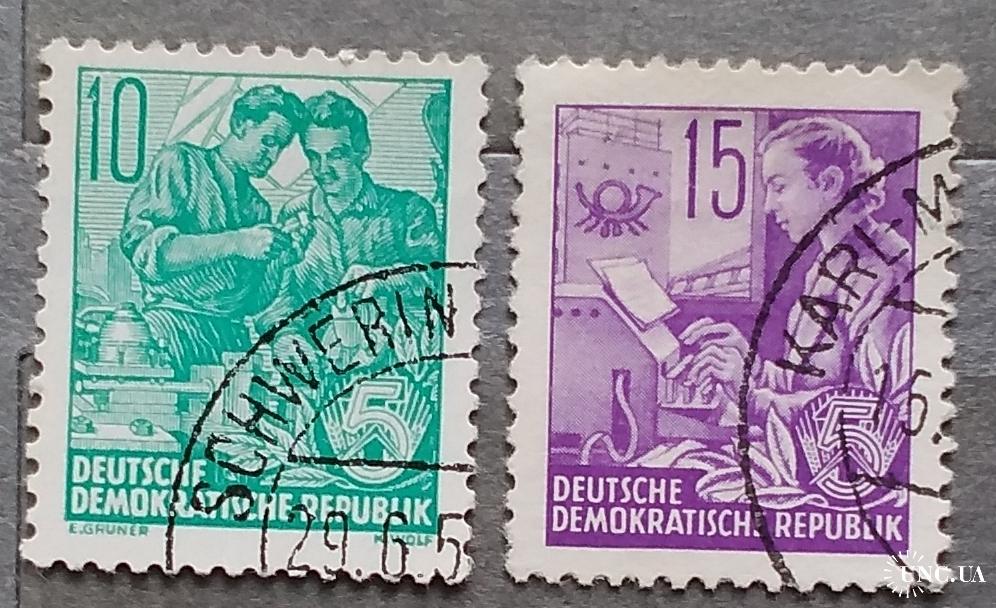 10
SCHWERIN
5
DEUTSCHE
DEMOKRATISCHE REPUBLIK
E.GRUNER
29.6.5
15
KARL-M
5
DEUTSCHE
DEMOKRATISCHE REPUBLIK
UNC.UA